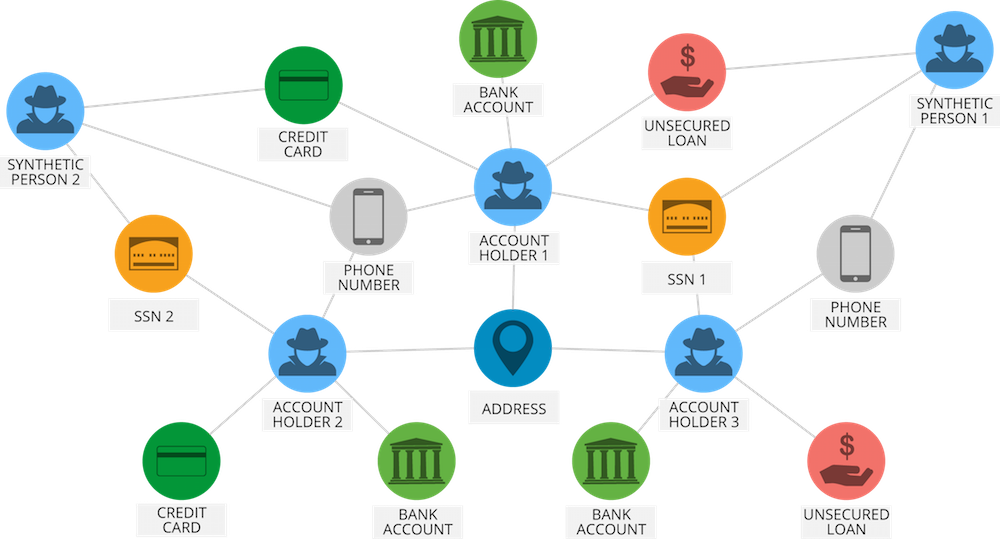 BANK
ACCOUNT
UNSECURED
LOAN
SYNTHETIC
PERSON 1
CREDIT
CARD
SYNTHETIC
PERSON 2
ACCOUNT
HOLDER 1
PHONE
NUMBER
SSN 1
SSN 2
PHONE
NUMBER
ACCOUNT
HOLDER 2
ADDRESS
ACCOUNT
HOLDER 3
CREDIT
CARD
BANK
ACCOUNT
BANK
ACCOUNT
UNSECURED
LOAN